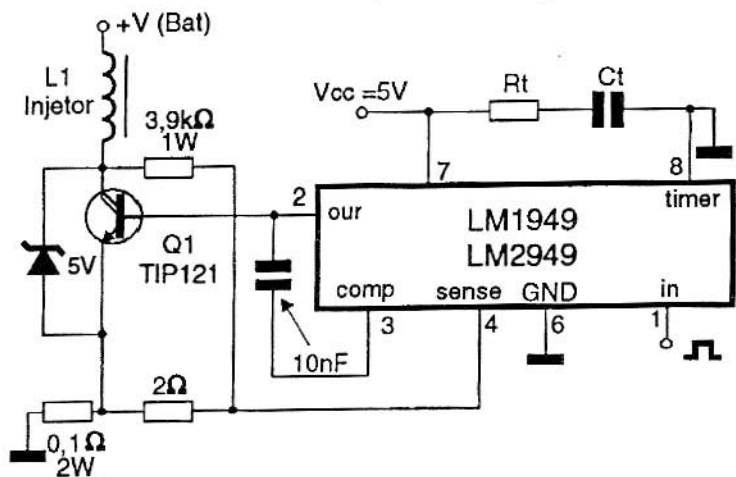 +V (Bat)
L1
Injetor
3,9kΩ
1W
Vcc =5V
Rt
Ct
7
8
2
our
timer
LM1949
LM2949
Q1
TIP121
5V
comp
sense
GND
in
3
4
6
1
10nF
2Ω
0,1Ω
2W